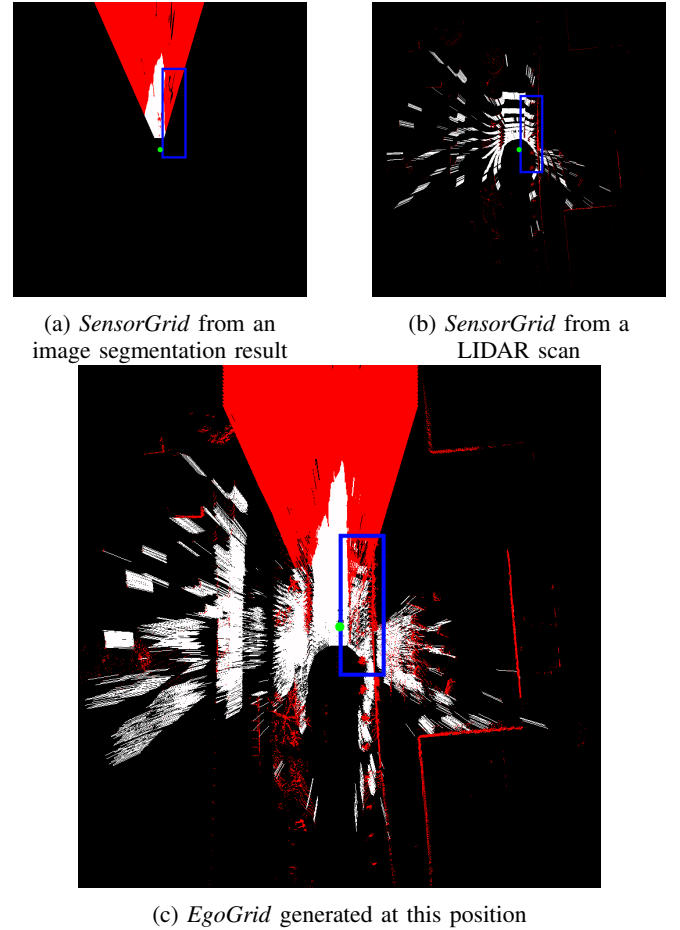 (a) SensorGrid from an
image segmentation result
(b) SensorGrid from a
LIDAR scan
(c) EgoGrid generated at this position